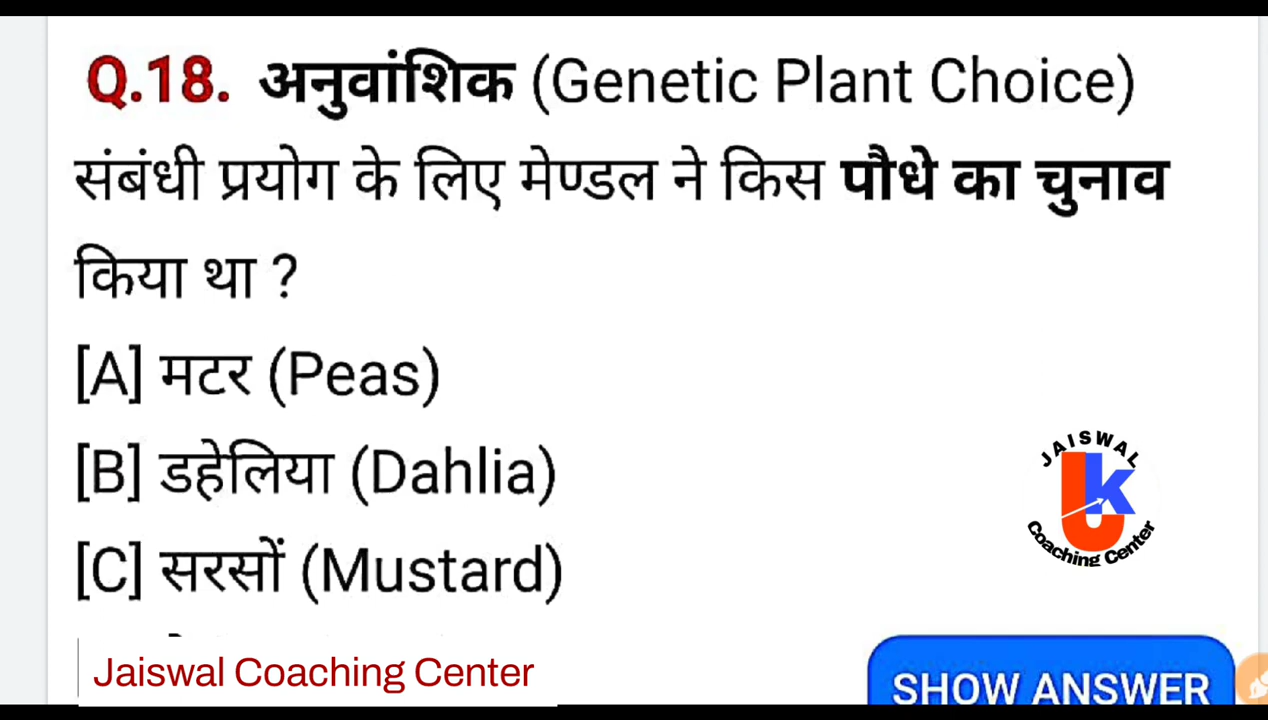 Q.18. अनुवांशिक (Genetic Plant Choice)
संबंधी प्रयोग के लिए मेण्डल ने किस पौधे का चुनाव
किया था ?
[A] मटर (Peas)
[B] डहेलिया (Dahlia)
[C] सरसों (Mustard)
JAISWAL
Jk
Coaching Center
Jaiswal Coaching Center
SHOW ANSWER